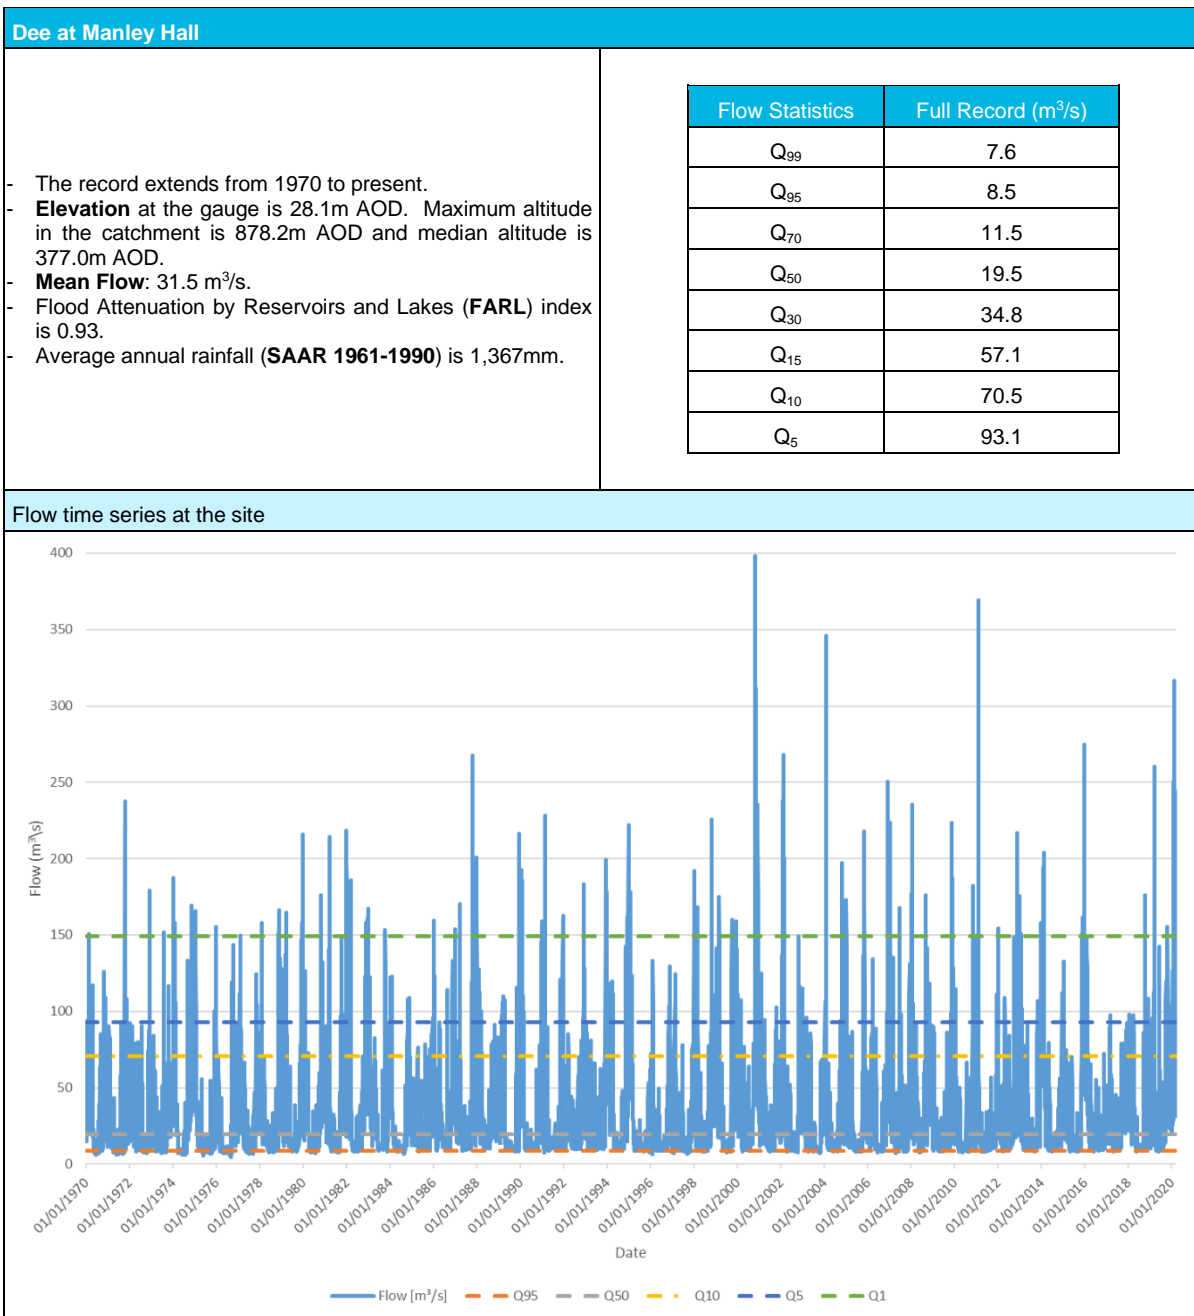 Dee at Manley Hall
- The record extends from 1970 to present.
- Elevation at the gauge is 28.1m AOD. Maximum altitude
in the catchment is 878.2m AOD and median altitude is
377.0m AOD.
- Mean Flow: 31.5 m³/s.
- Flood Attenuation by Reservoirs and Lakes (FARL) index
is 0.93.
- Average annual rainfall (SAAR 1961-1990) is 1,367mm.
Flow Statistics Full Record (m³/s)
Q₉₉ 7.6
Q₉₅ 8.5
Q₇₀ 11.5
Q₅₀ 19.5
Q₃₀ 34.8
Q₁₅ 57.1
Q₁₀ 70.5
Q₅ 93.1
Flow time series at the site
400
350
300
250
200
150
100
50
0
Flow (m³\s)
01/01/1970
01/01/1972
01/01/1974
01/01/1976
01/01/1978
01/01/1980
01/01/1982
01/01/1984
01/01/1986
01/01/1988
01/01/1990
01/01/1992
01/01/1994
01/01/1996
01/01/1998
01/01/2000
01/01/2002
01/01/2004
01/01/2006
01/01/2008
01/01/2010
01/01/2012
01/01/2014
01/01/2016
01/01/2018
01/01/2020
Date
Flow [m³/s] Q95 Q50 Q10 Q5 Q1